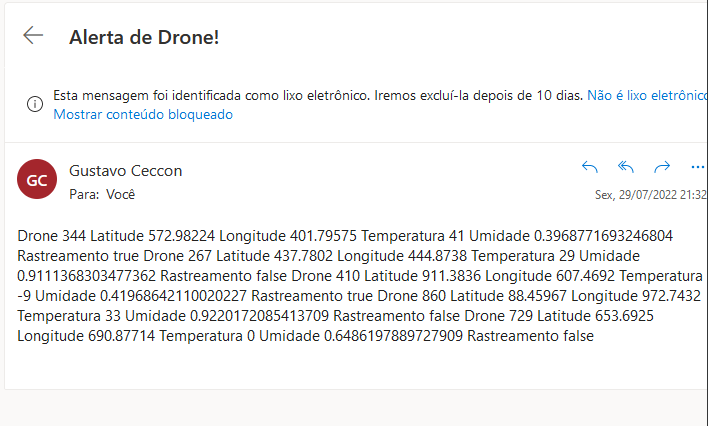 Alerta de Drone!
Esta mensagem foi identificada como lixo eletrônico. Iremos excluí-la depois de 10 dias. Não é lixo eletrônico
Mostrar conteúdo bloqueado
GC
Gustavo Ceccon
Para: Você
Sex, 29/07/2022 21:32
Drone 344 Latitude 572.98224 Longitude 401.79575 Temperatura 41 Umidade 0.3968771693246804
Rastreamento true Drone 267 Latitude 437.7802 Longitude 444.8738 Temperatura 29 Umidade
0.9111368303477362 Rastreamento false Drone 410 Latitude 911.3836 Longitude 607.4692 Temperatura
-9 Umidade 0.41968642110020227 Rastreamento true Drone 860 Latitude 88.45967 Longitude 972.7432
Temperatura 33 Umidade 0.9220172085413709 Rastreamento false Drone 729 Latitude 653.6925
Longitude 690.87714 Temperatura 0 Umidade 0.6486197889727909 Rastreamento false